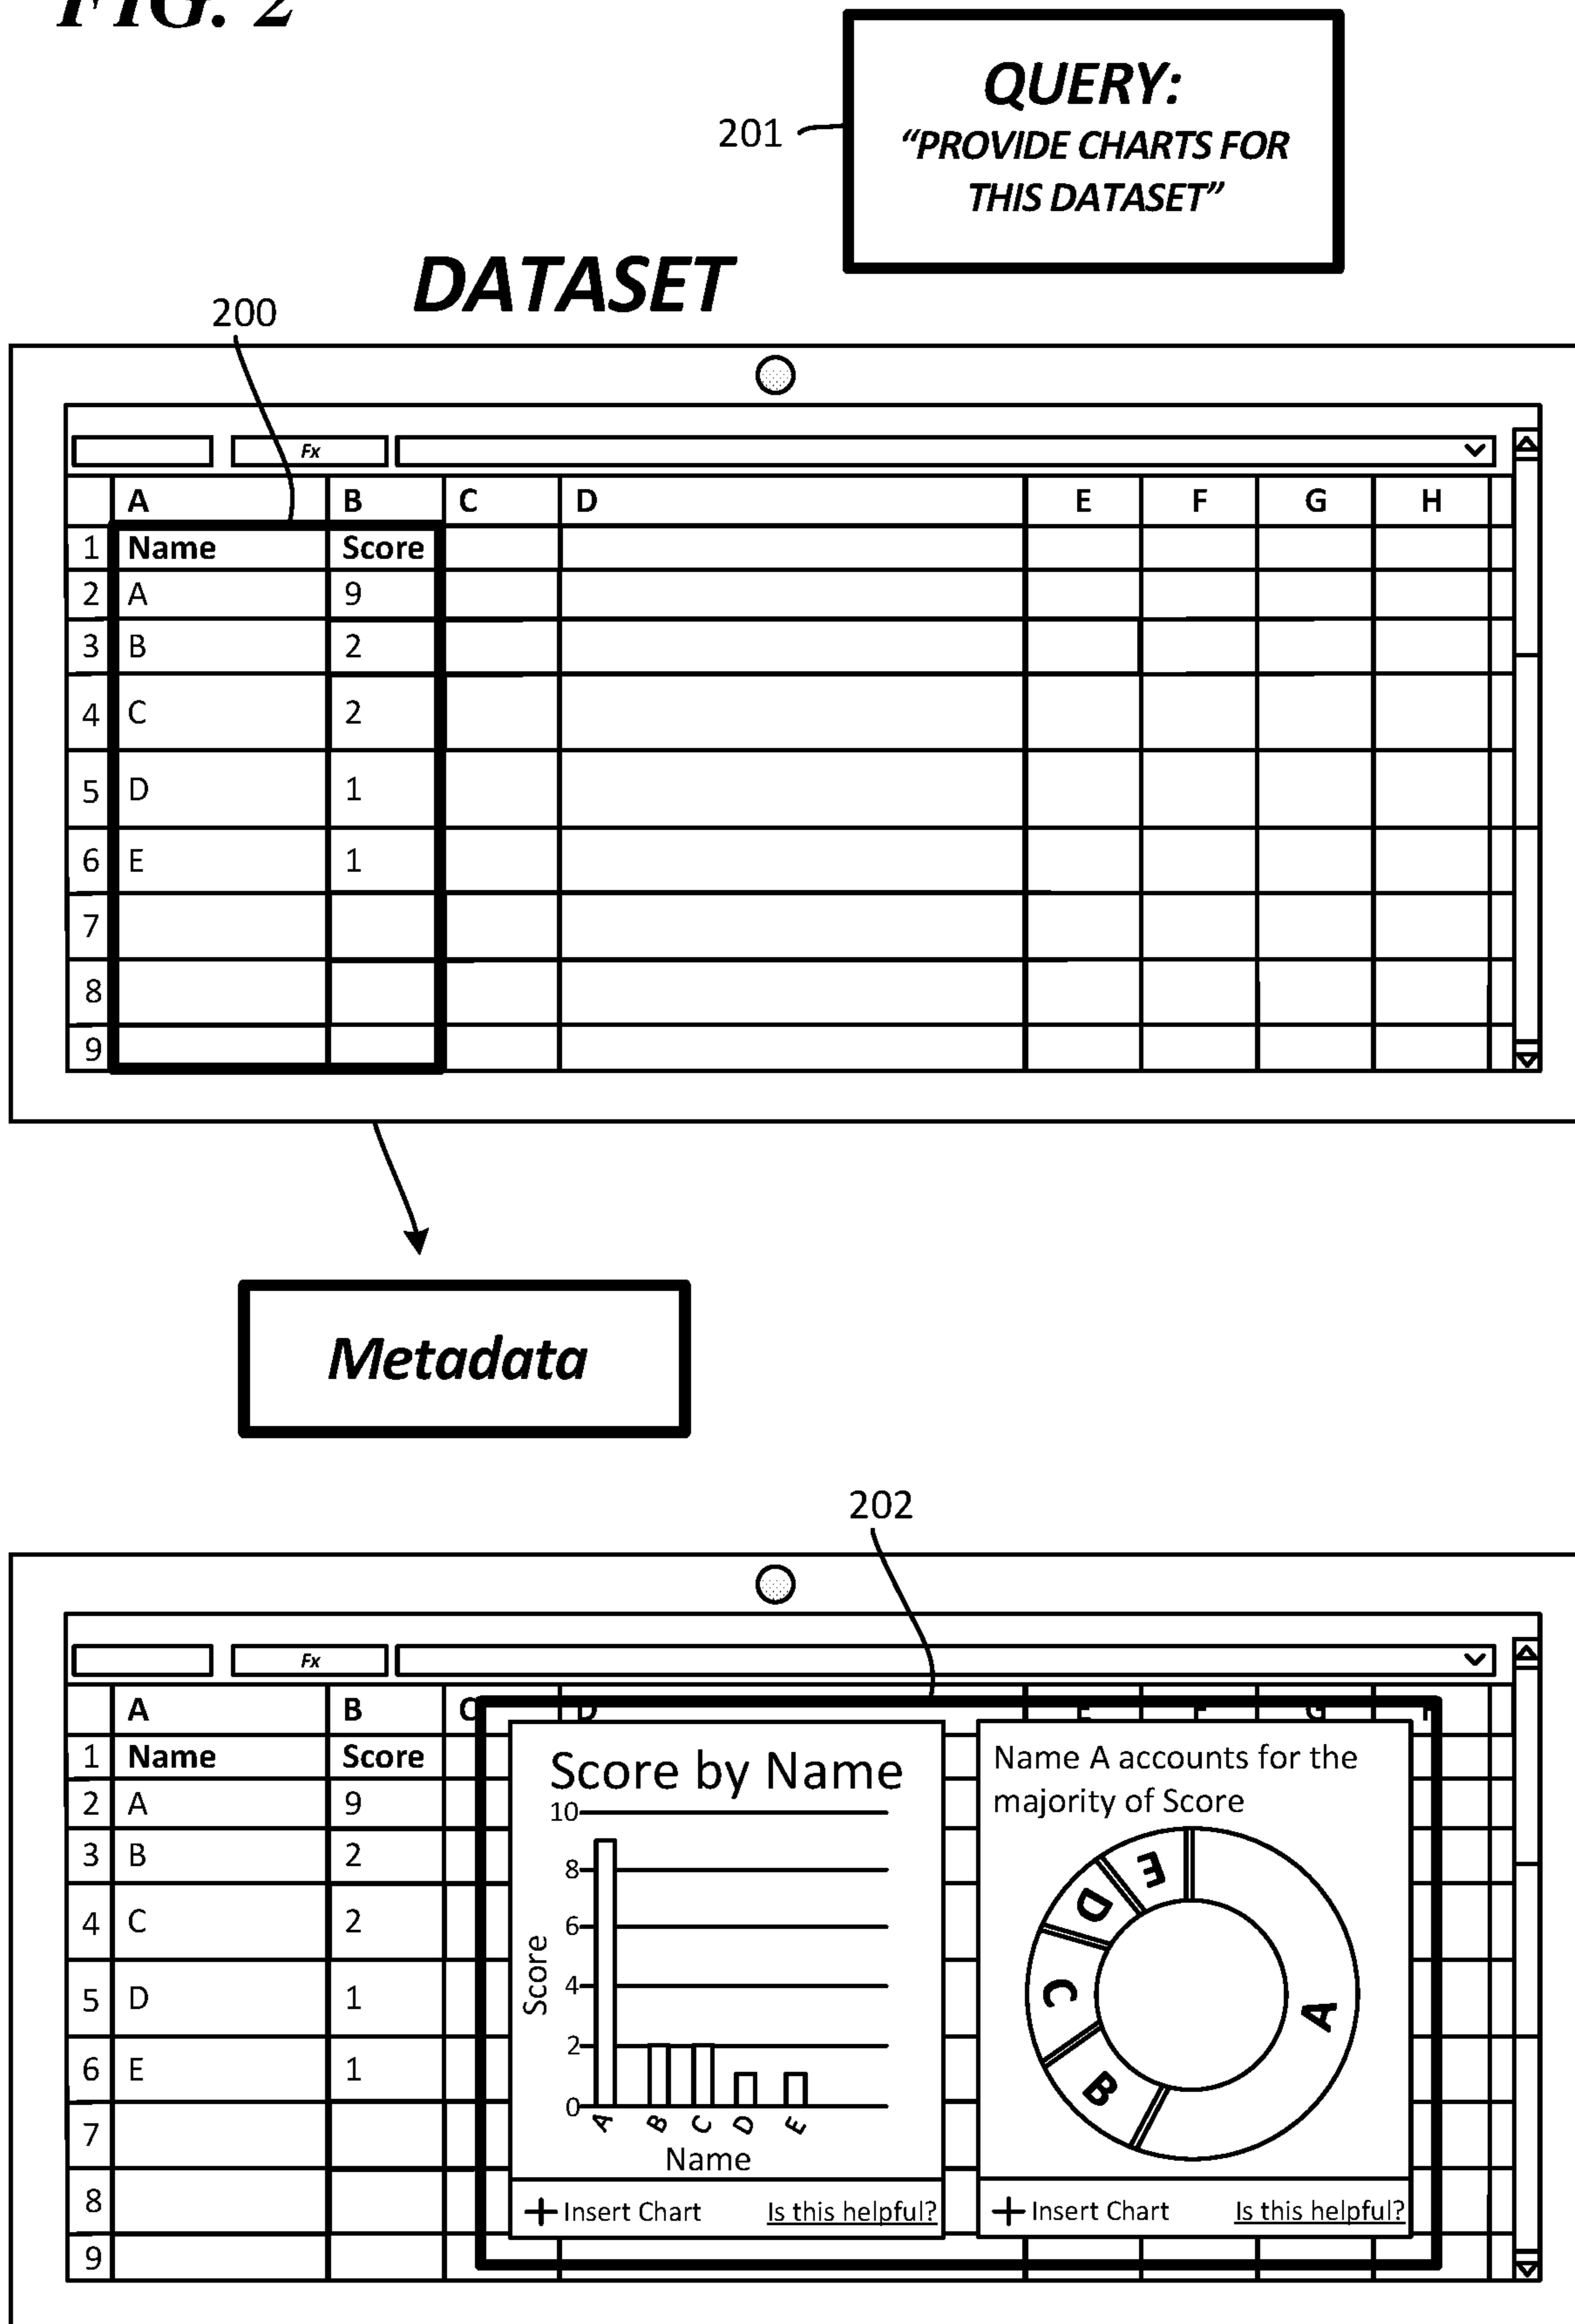 FIG. 2
QUERY:
“PROVIDE CHARTS FOR
THIS DATASET”
201
DATASET
200
Fx
A B C D E F G H
1 Name Score
2 A 9
3 B 2
4 C 2
5 D 1
6 E 1
7
8
9
Metadata
202
Fx
A B C D E F G
1 Name Score
2 A 9
3 B 2
4 C 2
5 D 1
6 E 1
7
8
9
Score by Name
10
8
6
4
2
0
Score
A B C D E
Name
+ Insert Chart Is this helpful?
Name A accounts for the
majority of Score
E
D
C
B
A
+ Insert Chart Is this helpful?